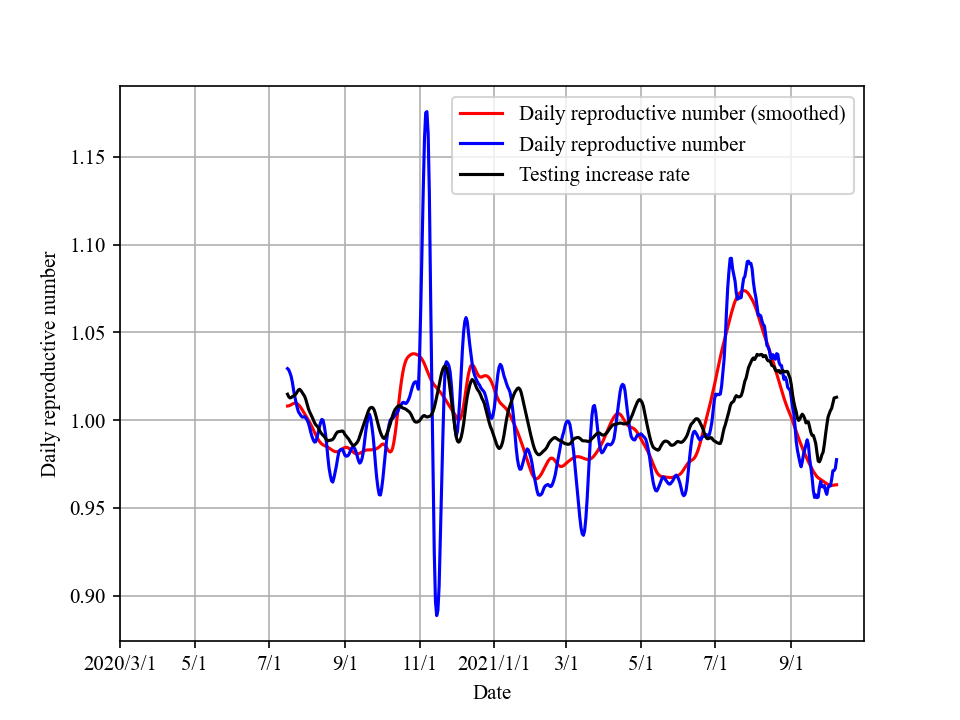 Daily reproductive number (smoothed)
Daily reproductive number
Testing increase rate
Daily reproductive number
1.15
1.10
1.05
1.00
0.95
0.90
2020/3/1 5/1 7/1 9/1 11/1 2021/1/1 3/1 5/1 7/1 9/1
Date